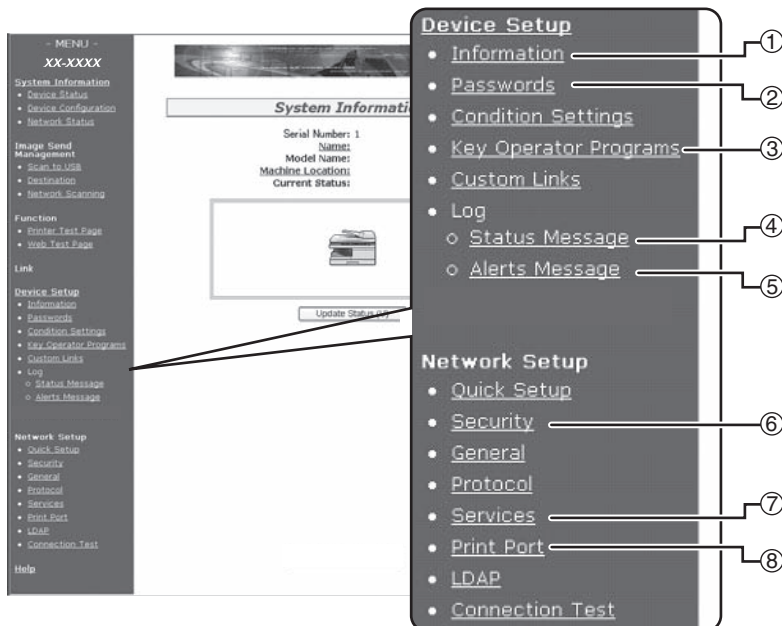 - MENU -
XX-XXXX
System Information
• Device Status
• Device Configuration
• Network Status
Image Send
Management
• Scan to USB
• Destination
• Network Scanning
Function
• Printer Test Page
• Web Test Page
Link
Device Setup
• Information
• Passwords
• Condition Settings
• Key Operator Programs
• Custom Links
• Log
○ Status Message
○ Alerts Message
Network Setup
• Quick Setup
• Security
• General
• Protocol
• Services
• Print Port
• LDAP
• Connection Test
Help
System Informati
Serial Number: 1
Name:
Model Name:
Machine Location:
Current Status:
Update Status (U)
Device Setup
• Information ①
• Passwords ②
• Condition Settings
• Key Operator Programs ③
• Custom Links
• Log
○ Status Message ④
○ Alerts Message ⑤
Network Setup
• Quick Setup
• Security ⑥
• General
• Protocol
• Services ⑦
• Print Port ⑧
• LDAP
• Connection Test